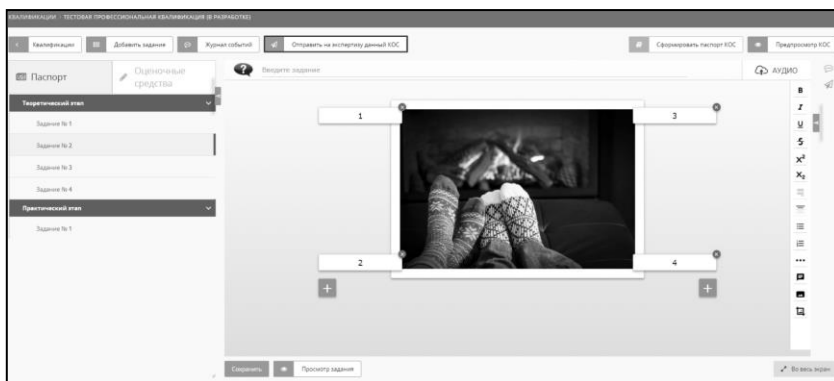 КВАЛИФИКАЦИИ / ТЕСТОВАЯ ПРОФЕССИОНАЛЬНАЯ КВАЛИФИКАЦИЯ (В РАЗРАБОТКЕ)
Квалификации Добавить задание Журнал событий Отправить на экспертизу данный КОС Сформировать паспорт КОС Предпросмотр КОС
Паспорт
Оценочные средства
Введите задание
АУДИО
Теоретический этап
Задание № 1
Задание № 2
Задание № 3
Задание № 4
Практический этап
Задание № 1
1
3
2
4
B
I
U
S
X²
X₂
Сохранить Просмотр задания Во весь экран